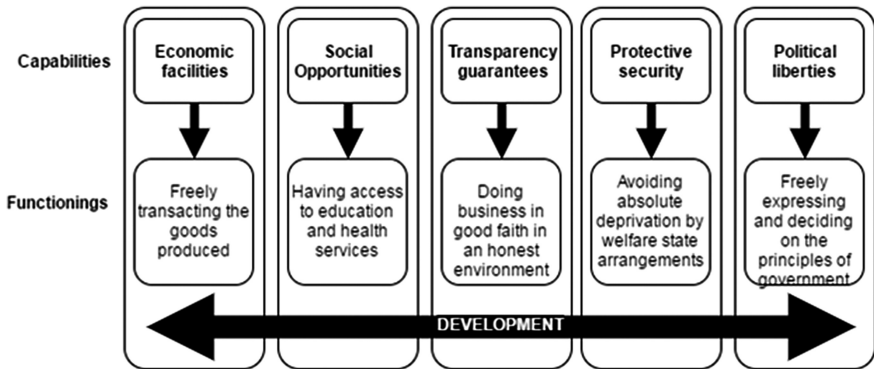 Capabilities
Economic
facilities
Social
Opportunities
Transparency
guarantees
Protective
security
Political
liberties
Functionings
Freely
transacting the
goods
produced
Having access
to education
and health
services
Doing
business in
good faith in
an honest
environment
Avoiding
absolute
deprivation by
welfare state
arrangements
Freely
expressing
and deciding
on the
principles of
government
DEVELOPMENT